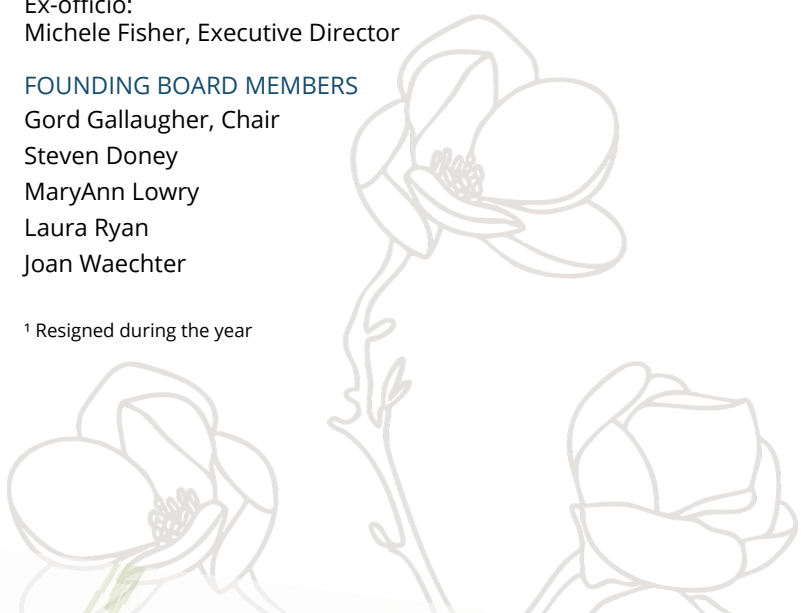 Ex-officio:
Michele Fisher, Executive Director
FOUNDING BOARD MEMBERS
Gord Gallaugher, Chair
Steven Doney
MaryAnn Lowry
Laura Ryan
Joan Waechter
¹ Resigned during the year